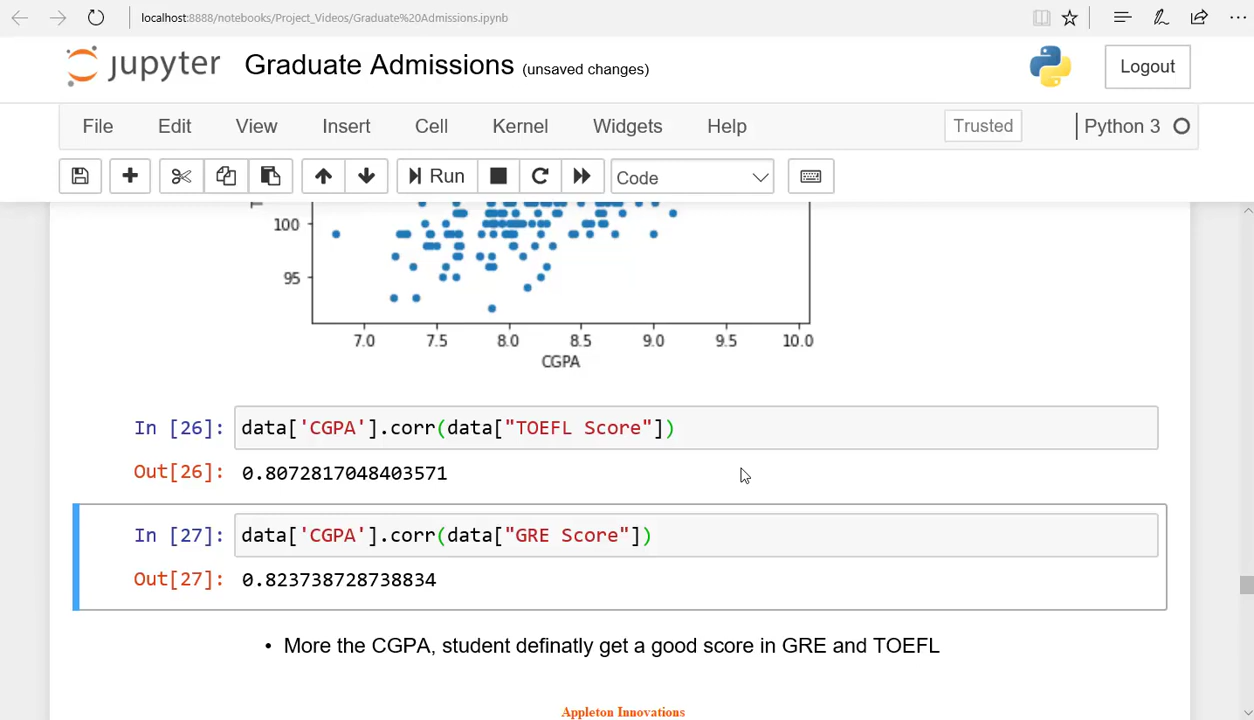 localhost:8888/notebooks/Project_Videos/Graduate%20Admissions.ipynb
jupyter Graduate Admissions (unsaved changes) Logout
File Edit View Insert Cell Kernel Widgets Help Trusted Python 3
Run Code
100
95
7.0 7.5 8.0 8.5 9.0 9.5 10.0
CGPA
In [26]: data['CGPA'].corr(data["TOEFL Score"])
Out[26]: 0.8072817048403571
In [27]: data['CGPA'].corr(data["GRE Score"])
Out[27]: 0.823738728738834
• More the CGPA, student definatly get a good score in GRE and TOEFL
Appleton Innovations